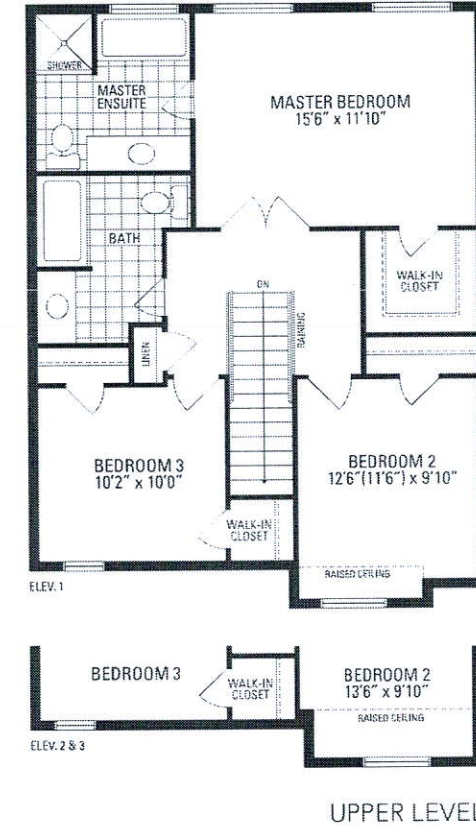 SHOWER
MASTER
ENSUITE
MASTER BEDROOM
15'6" x 11'10"
BATH
WALK-IN
CLOSET
DN
RAILING
LINEN
BEDROOM 3
10'2" x 10'0"
BEDROOM 2
12'6"(11'6") x 9'10"
WALK-IN
CLOSET
RAISED CEILING
ELEV. 1
BEDROOM 3
WALK-IN
CLOSET
BEDROOM 2
13'6" x 9'10"
RAISED CEILING
ELEV. 2 & 3
UPPER LEVEL